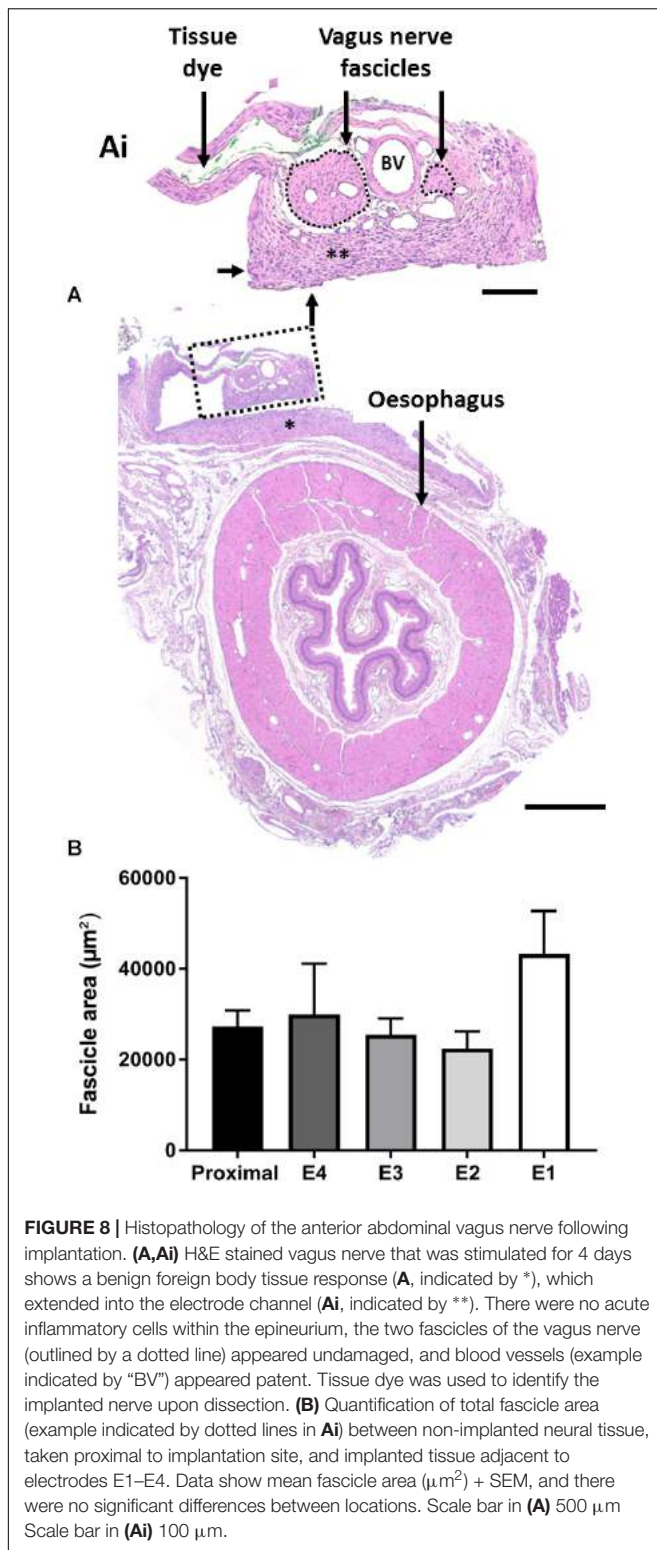 Tissue dye
Vagus nerve fascicles
Ai
BV
**
A
*
Oesophagus
B
Fascicle area (µm²)
60000
40000
20000
0
Proximal E4 E3 E2 E1
FIGURE 8 | Histopathology of the anterior abdominal vagus nerve following
implantation. (A,Ai) H&E stained vagus nerve that was stimulated for 4 days
shows a benign foreign body tissue response (A, indicated by *), which
extended into the electrode channel (Ai, indicated by **). There were no acute
inflammatory cells within the epineurium, the two fascicles of the vagus nerve
(outlined by a dotted line) appeared undamaged, and blood vessels (example
indicated by “BV”) appeared patent. Tissue dye was used to identify the
implanted nerve upon dissection. (B) Quantification of total fascicle area
(example indicated by dotted lines in Ai) between non-implanted neural tissue,
taken proximal to implantation site, and implanted tissue adjacent to
electrodes E1–E4. Data show mean fascicle area (µm²) + SEM, and there
were no significant differences between locations. Scale bar in (A) 500 µm
Scale bar in (Ai) 100 µm.